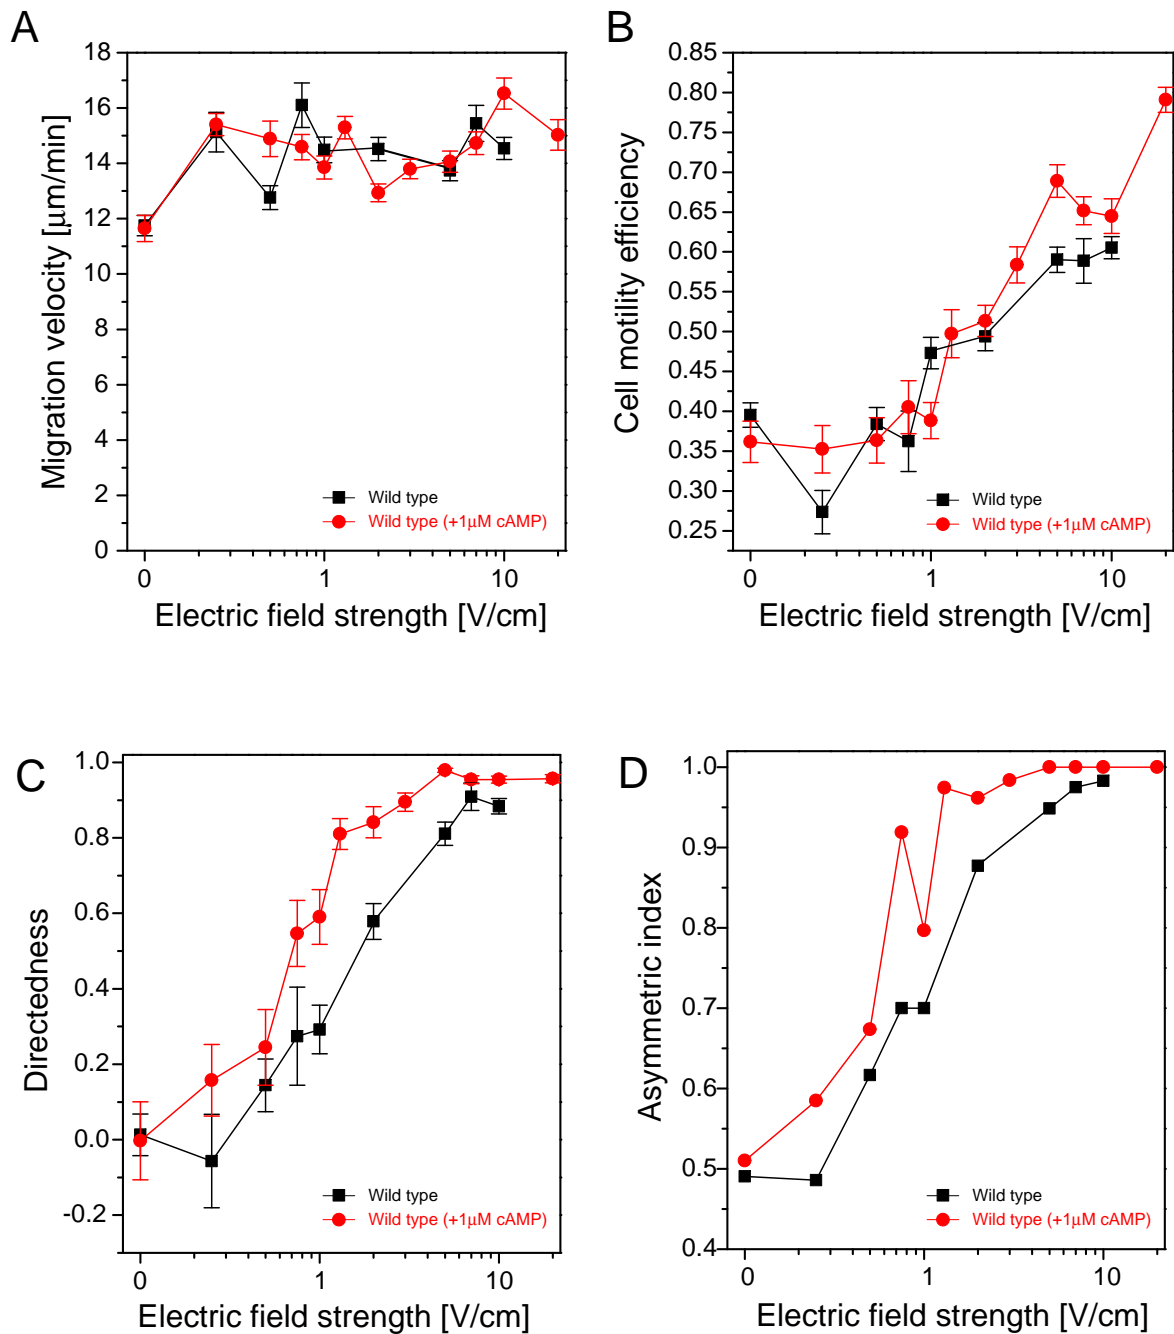 A
18
16
14
12
10
8
6
4
2
0
Migration velocity [μm/min]
Wild type
Wild type (+1μM cAMP)
0 1 10
Electric field strength [V/cm]
B
0.85
0.80
0.75
0.70
0.65
0.60
0.55
0.50
0.45
0.40
0.35
0.30
0.25
Cell motility efficiency
Wild type
Wild type (+1μM cAMP)
0 1 10
Electric field strength [V/cm]
C
1.0
0.8
0.6
0.4
0.2
0.0
-0.2
Directedness
Wild type
Wild type (+1μM cAMP)
0 1 10
Electric field strength [V/cm]
D
1.0
0.9
0.8
0.7
0.6
0.5
0.4
Asymmetric index
Wild type
Wild type (+1μM cAMP)
0 1 10
Electric field strength [V/cm]